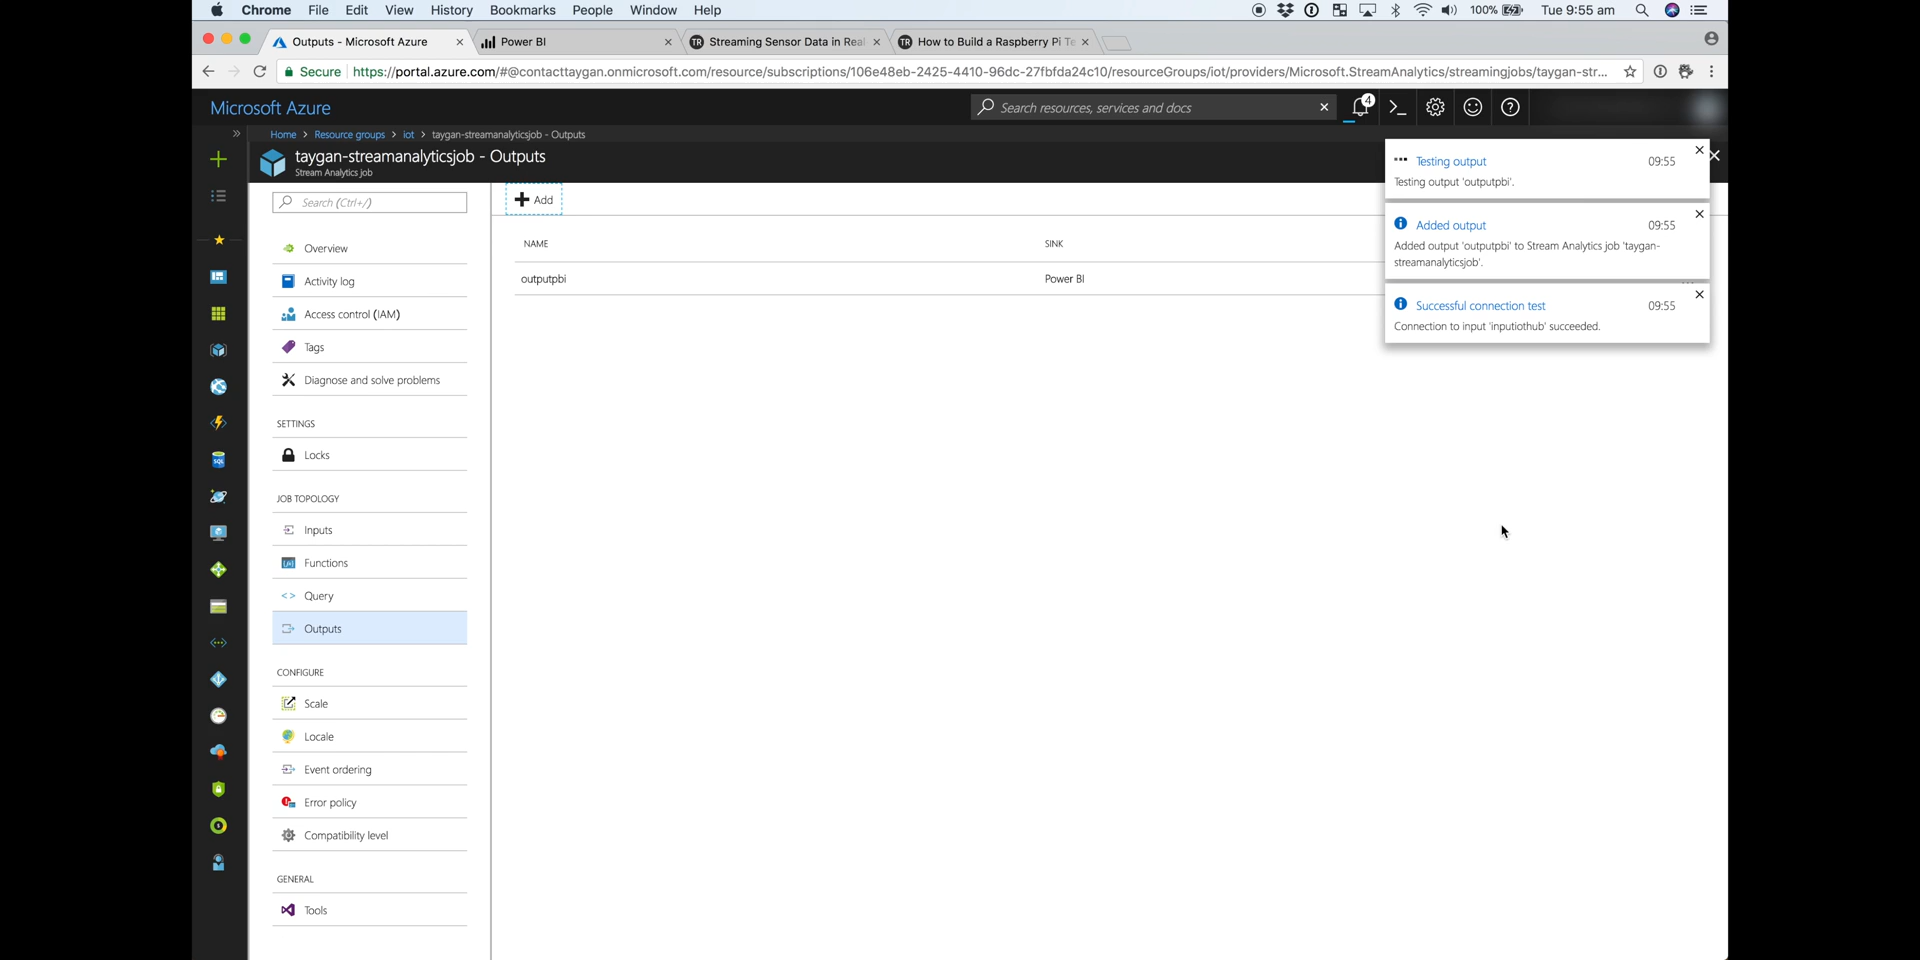 Chrome File Edit View History Bookmarks People Window Help 100% Tue 9:55 am
Outputs - Microsoft Azure Power BI Streaming Sensor Data in Real How to Build a Raspberry Pi Te
Secure https://portal.azure.com/#@contacttaygan.onmicrosoft.com/resource/subscriptions/106e48eb-2425-4410-96dc-27fbfda24c10/resourceGroups/iot/providers/Microsoft.StreamAnalytics/streamingjobs/taygan-str...
Microsoft Azure Search resources, services and docs 4
Home > Resource groups > iot > taygan-streamanalyticsjob - Outputs
taygan-streamanalyticsjob - Outputs
Stream Analytics job
Search (Ctrl+/)
Overview
Activity log
Access control (IAM)
Tags
Diagnose and solve problems
SETTINGS
Locks
JOB TOPOLOGY
Inputs
Functions
Query
Outputs
CONFIGURE
Scale
Locale
Event ordering
Error policy
Compatibility level
GENERAL
Tools
Add
NAME SINK
outputpbi Power BI
Testing output 09:55
Testing output 'outputpbi'.
Added output 09:55
Added output 'outputpbi' to Stream Analytics job 'taygan-
streamanalyticsjob'.
Successful connection test 09:55
Connection to input 'inputiothub' succeeded.